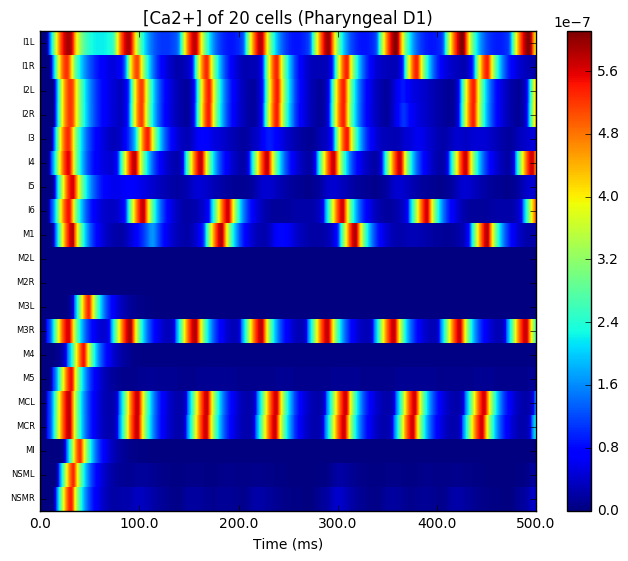 [Ca2+] of 20 cells (Pharyngeal D1)
1e−7
I1L
I1R
I2L
I2R
I3
I4
I5
I6
M1
M2L
M2R
M3L
M3R
M4
M5
MCL
MCR
MI
NSML
NSMR
5.6
4.8
4.0
3.2
2.4
1.6
0.8
0.0
0.0 100.0 200.0 300.0 400.0 500.0
Time (ms)